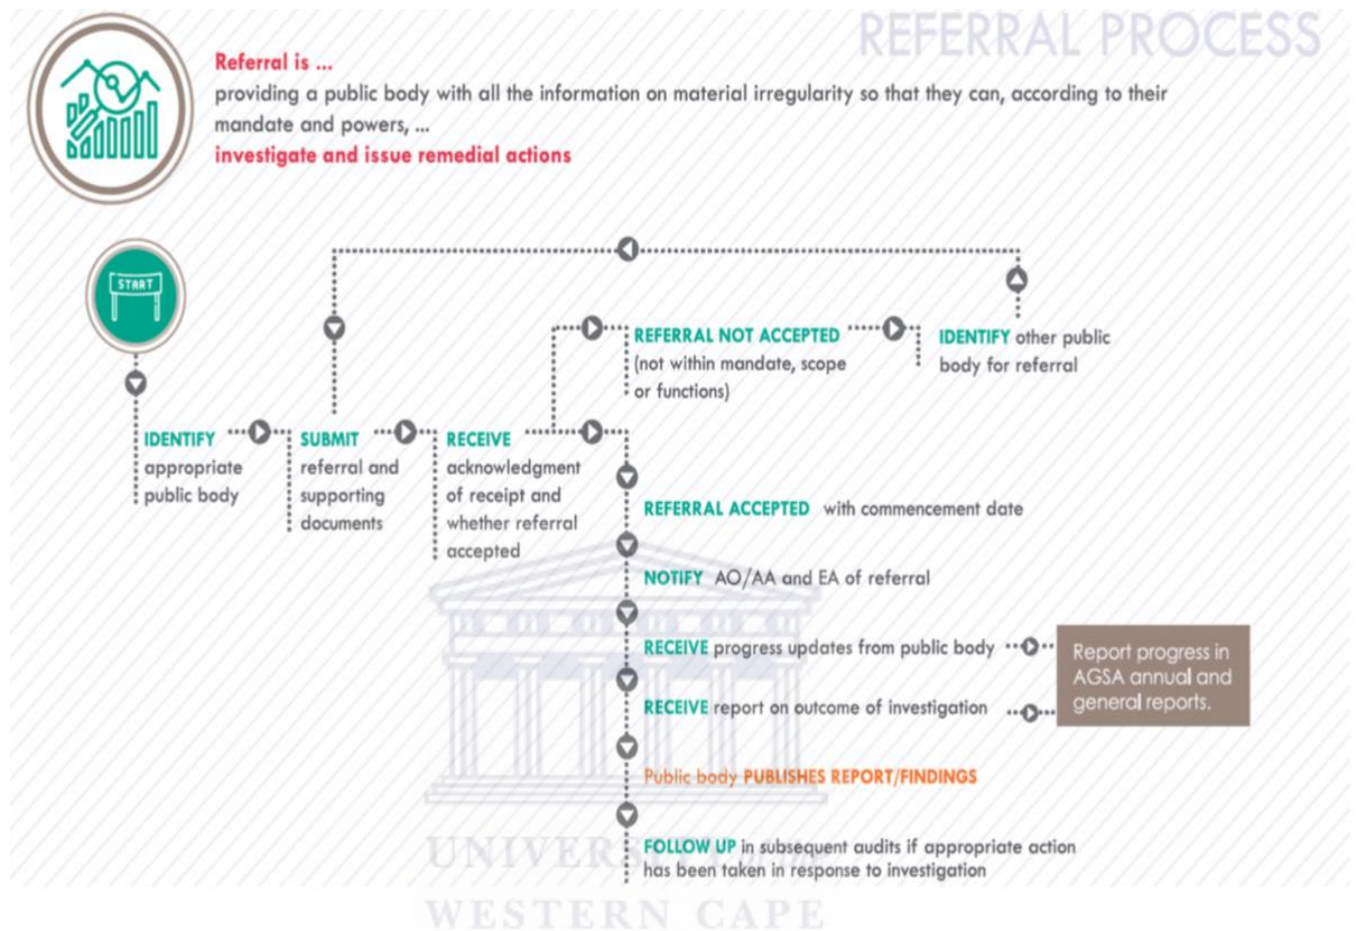 REFERRAL PROCESS
Referral is ...
providing a public body with all the information on material irregularity so that they can, according to their
mandate and powers, ...
investigate and issue remedial actions
START
IDENTIFY
appropriate
public body
SUBMIT
referral and
supporting
documents
RECEIVE
acknowledgment
of receipt and
whether referral
accepted
REFERRAL NOT ACCEPTED
(not within mandate, scope
or functions)
IDENTIFY other public
body for referral
REFERRAL ACCEPTED with commencement date
NOTIFY AO/AA and EA of referral
RECEIVE progress updates from public body
RECEIVE report on outcome of investigation
Report progress in
AGSA annual and
general reports.
Public body PUBLISHES REPORT/FINDINGS
FOLLOW UP in subsequent audits if appropriate action
has been taken in response to investigation
UNIVERSITY of the
WESTERN CAPE